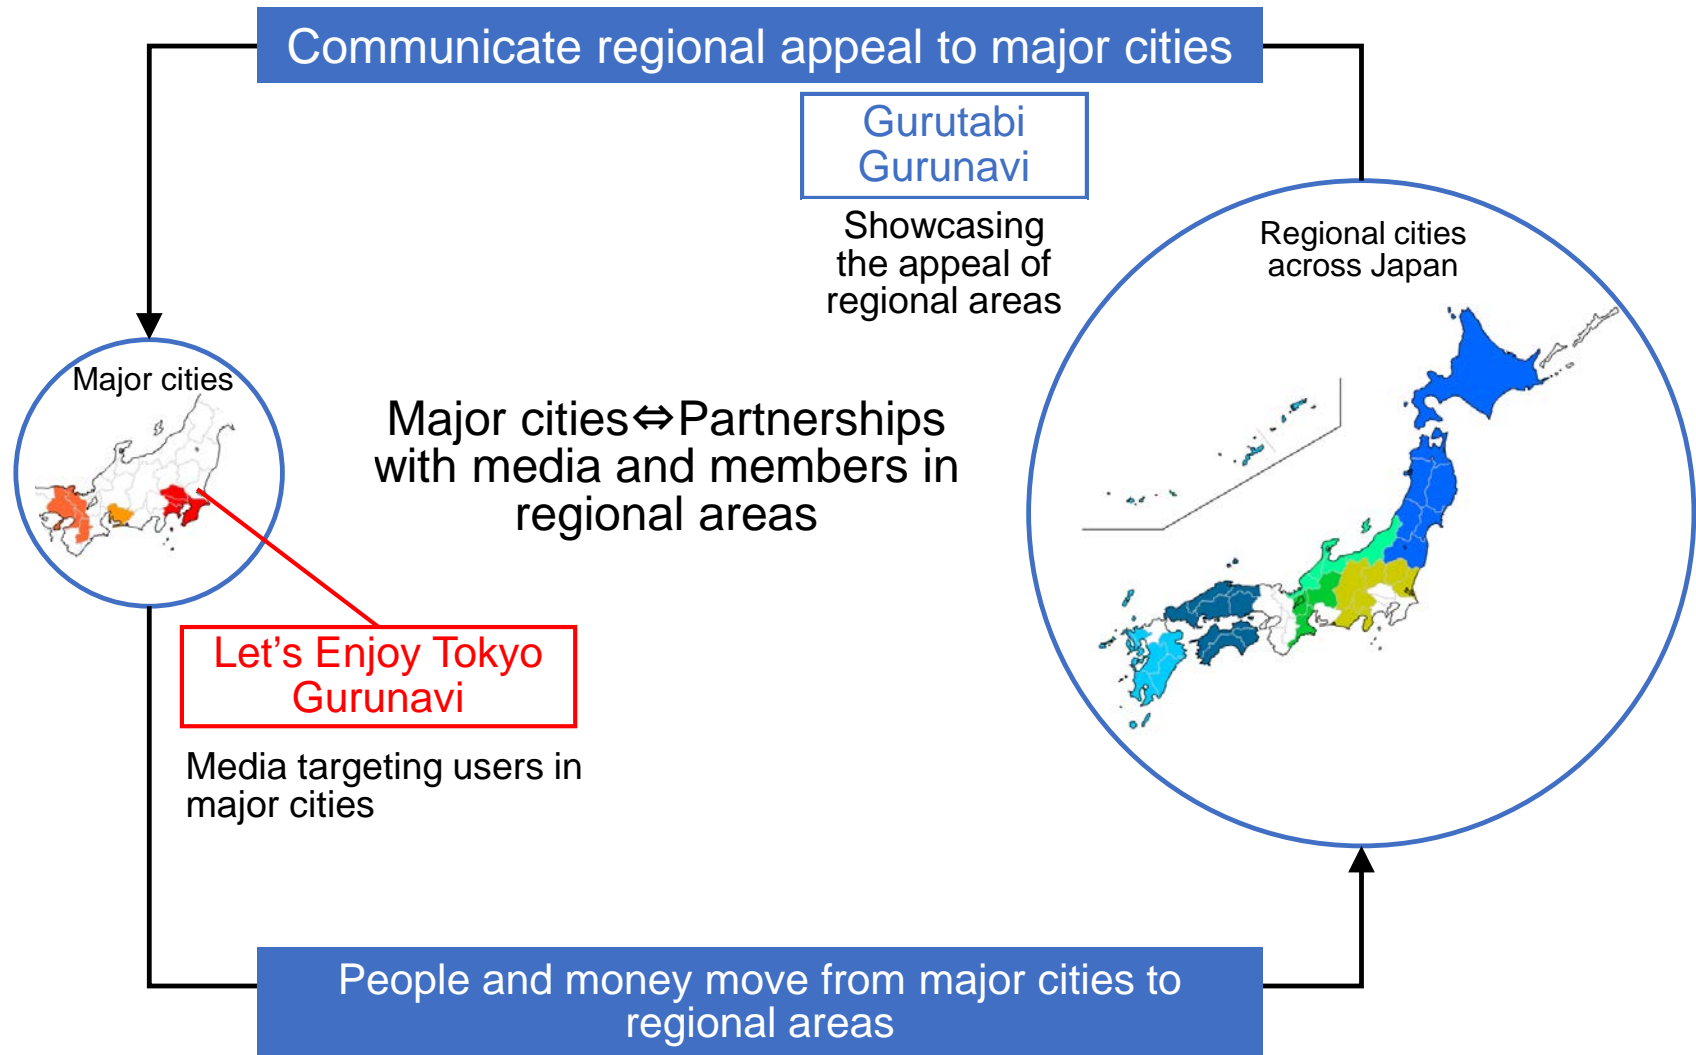 Communicate regional appeal to major cities
Gurutabi
Gurunavi
Showcasing
the appeal of
regional areas
Regional cities
across Japan
Major cities
Major cities⇔Partnerships
with media and members in
regional areas
Let's Enjoy Tokyo
Gurunavi
Media targeting users in
major cities
People and money move from major cities to
regional areas